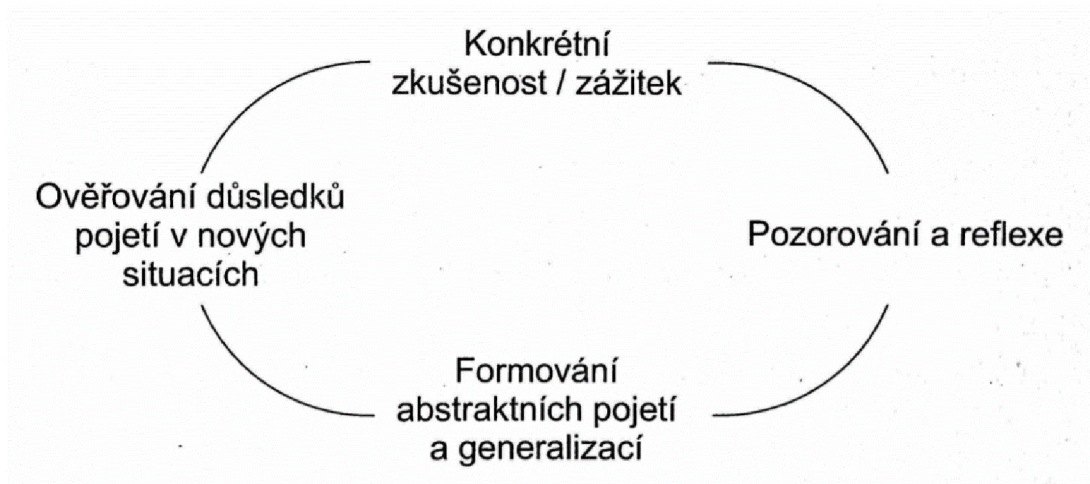 Konkrétní
zkušenost / zážitek
Ověřování důsledků
pojetí v nových
situacích
Pozorování a reflexe
Formování
abstraktních pojetí
a generalizací